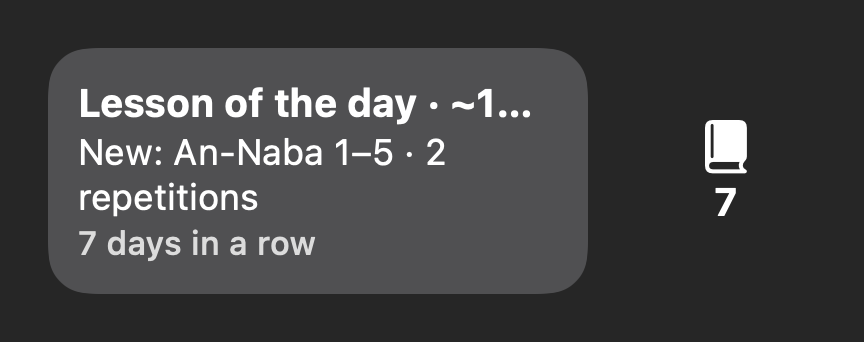 Lesson of the day · ~1...
New: An-Naba 1–5 · 2
repetitions
7 days in a row
7